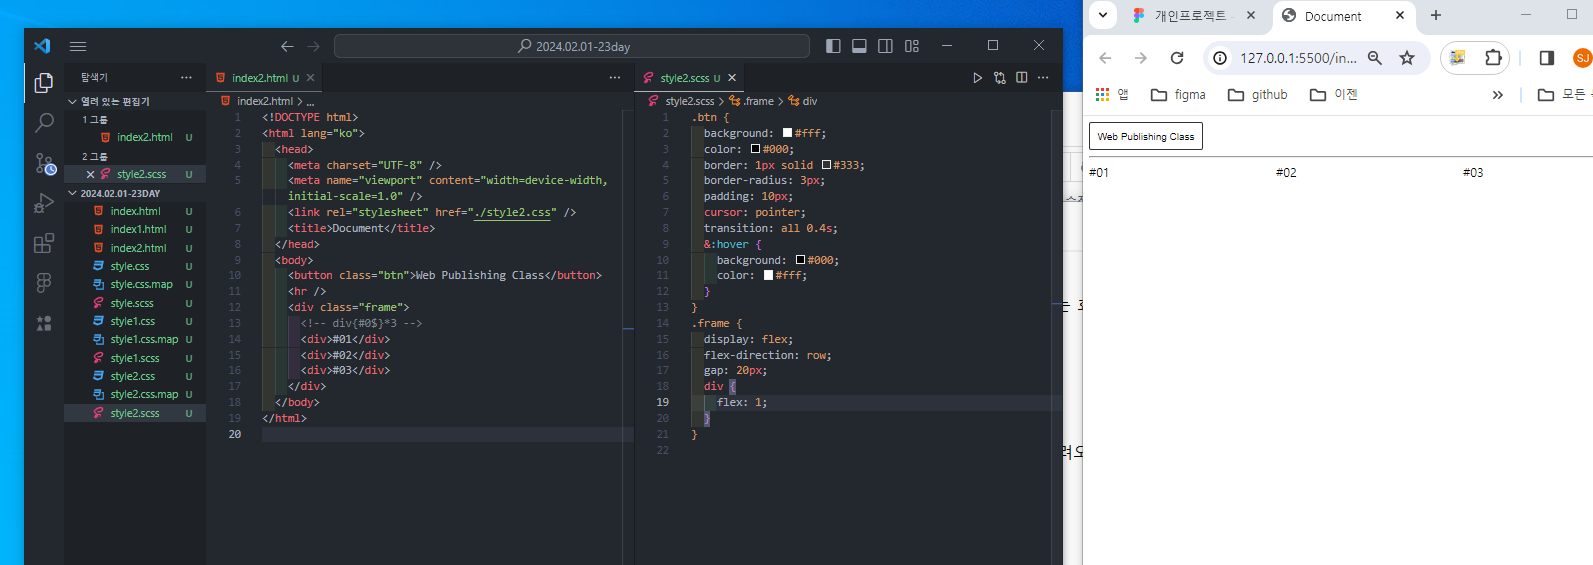 2024.02.01-23day
탐색기
열려 있는 편집기
1 그룹
index2.html U
2 그룹
style2.scss U
2024.02.01-23DAY
index.html U
index1.html U
index2.html U
style.css U
style.css.map U
style.scss U
style1.css U
style1.css.map U
style1.scss U
style2.css U
style2.css.map U
style2.scss U
index2.html U
index2.html > ...
1 <!DOCTYPE html>
2 <html lang="ko">
3 <head>
4 <meta charset="UTF-8" />
5 <meta name="viewport" content="width=device-width,
initial-scale=1.0" />
6 <link rel="stylesheet" href="./style2.css" />
7 <title>Document</title>
8 </head>
9 <body>
10 <button class="btn">Web Publishing Class</button>
11 <hr />
12 <div class="frame">
13 <!-- div{#0$}*3 -->
14 <div>#01</div>
15 <div>#02</div>
16 <div>#03</div>
17 </div>
18 </body>
19 </html>
20
style2.scss U
style2.scss > .frame > div
1 .btn {
2 background: #fff;
3 color: #000;
4 border: 1px solid #333;
5 border-radius: 3px;
6 padding: 10px;
7 cursor: pointer;
8 transition: all 0.4s;
9 &:hover {
10 background: #000;
11 color: #fff;
12 }
13 }
14 .frame {
15 display: flex;
16 flex-direction: row;
17 gap: 20px;
18 div {
19 flex: 1;
20 }
21 }
22
개인프로젝트
Document
127.0.0.1:5500/in...
SJ
앱
figma
github
이젠
»
모든
Web Publishing Class
#01 #02 #03